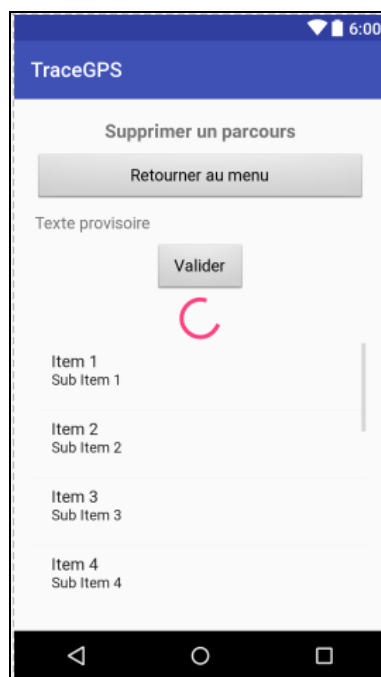 6:00
TraceGPS
Supprimer un parcours
Retourner au menu
Texte provisoire
Valider
Item 1
Sub Item 1
Item 2
Sub Item 2
Item 3
Sub Item 3
Item 4
Sub Item 4